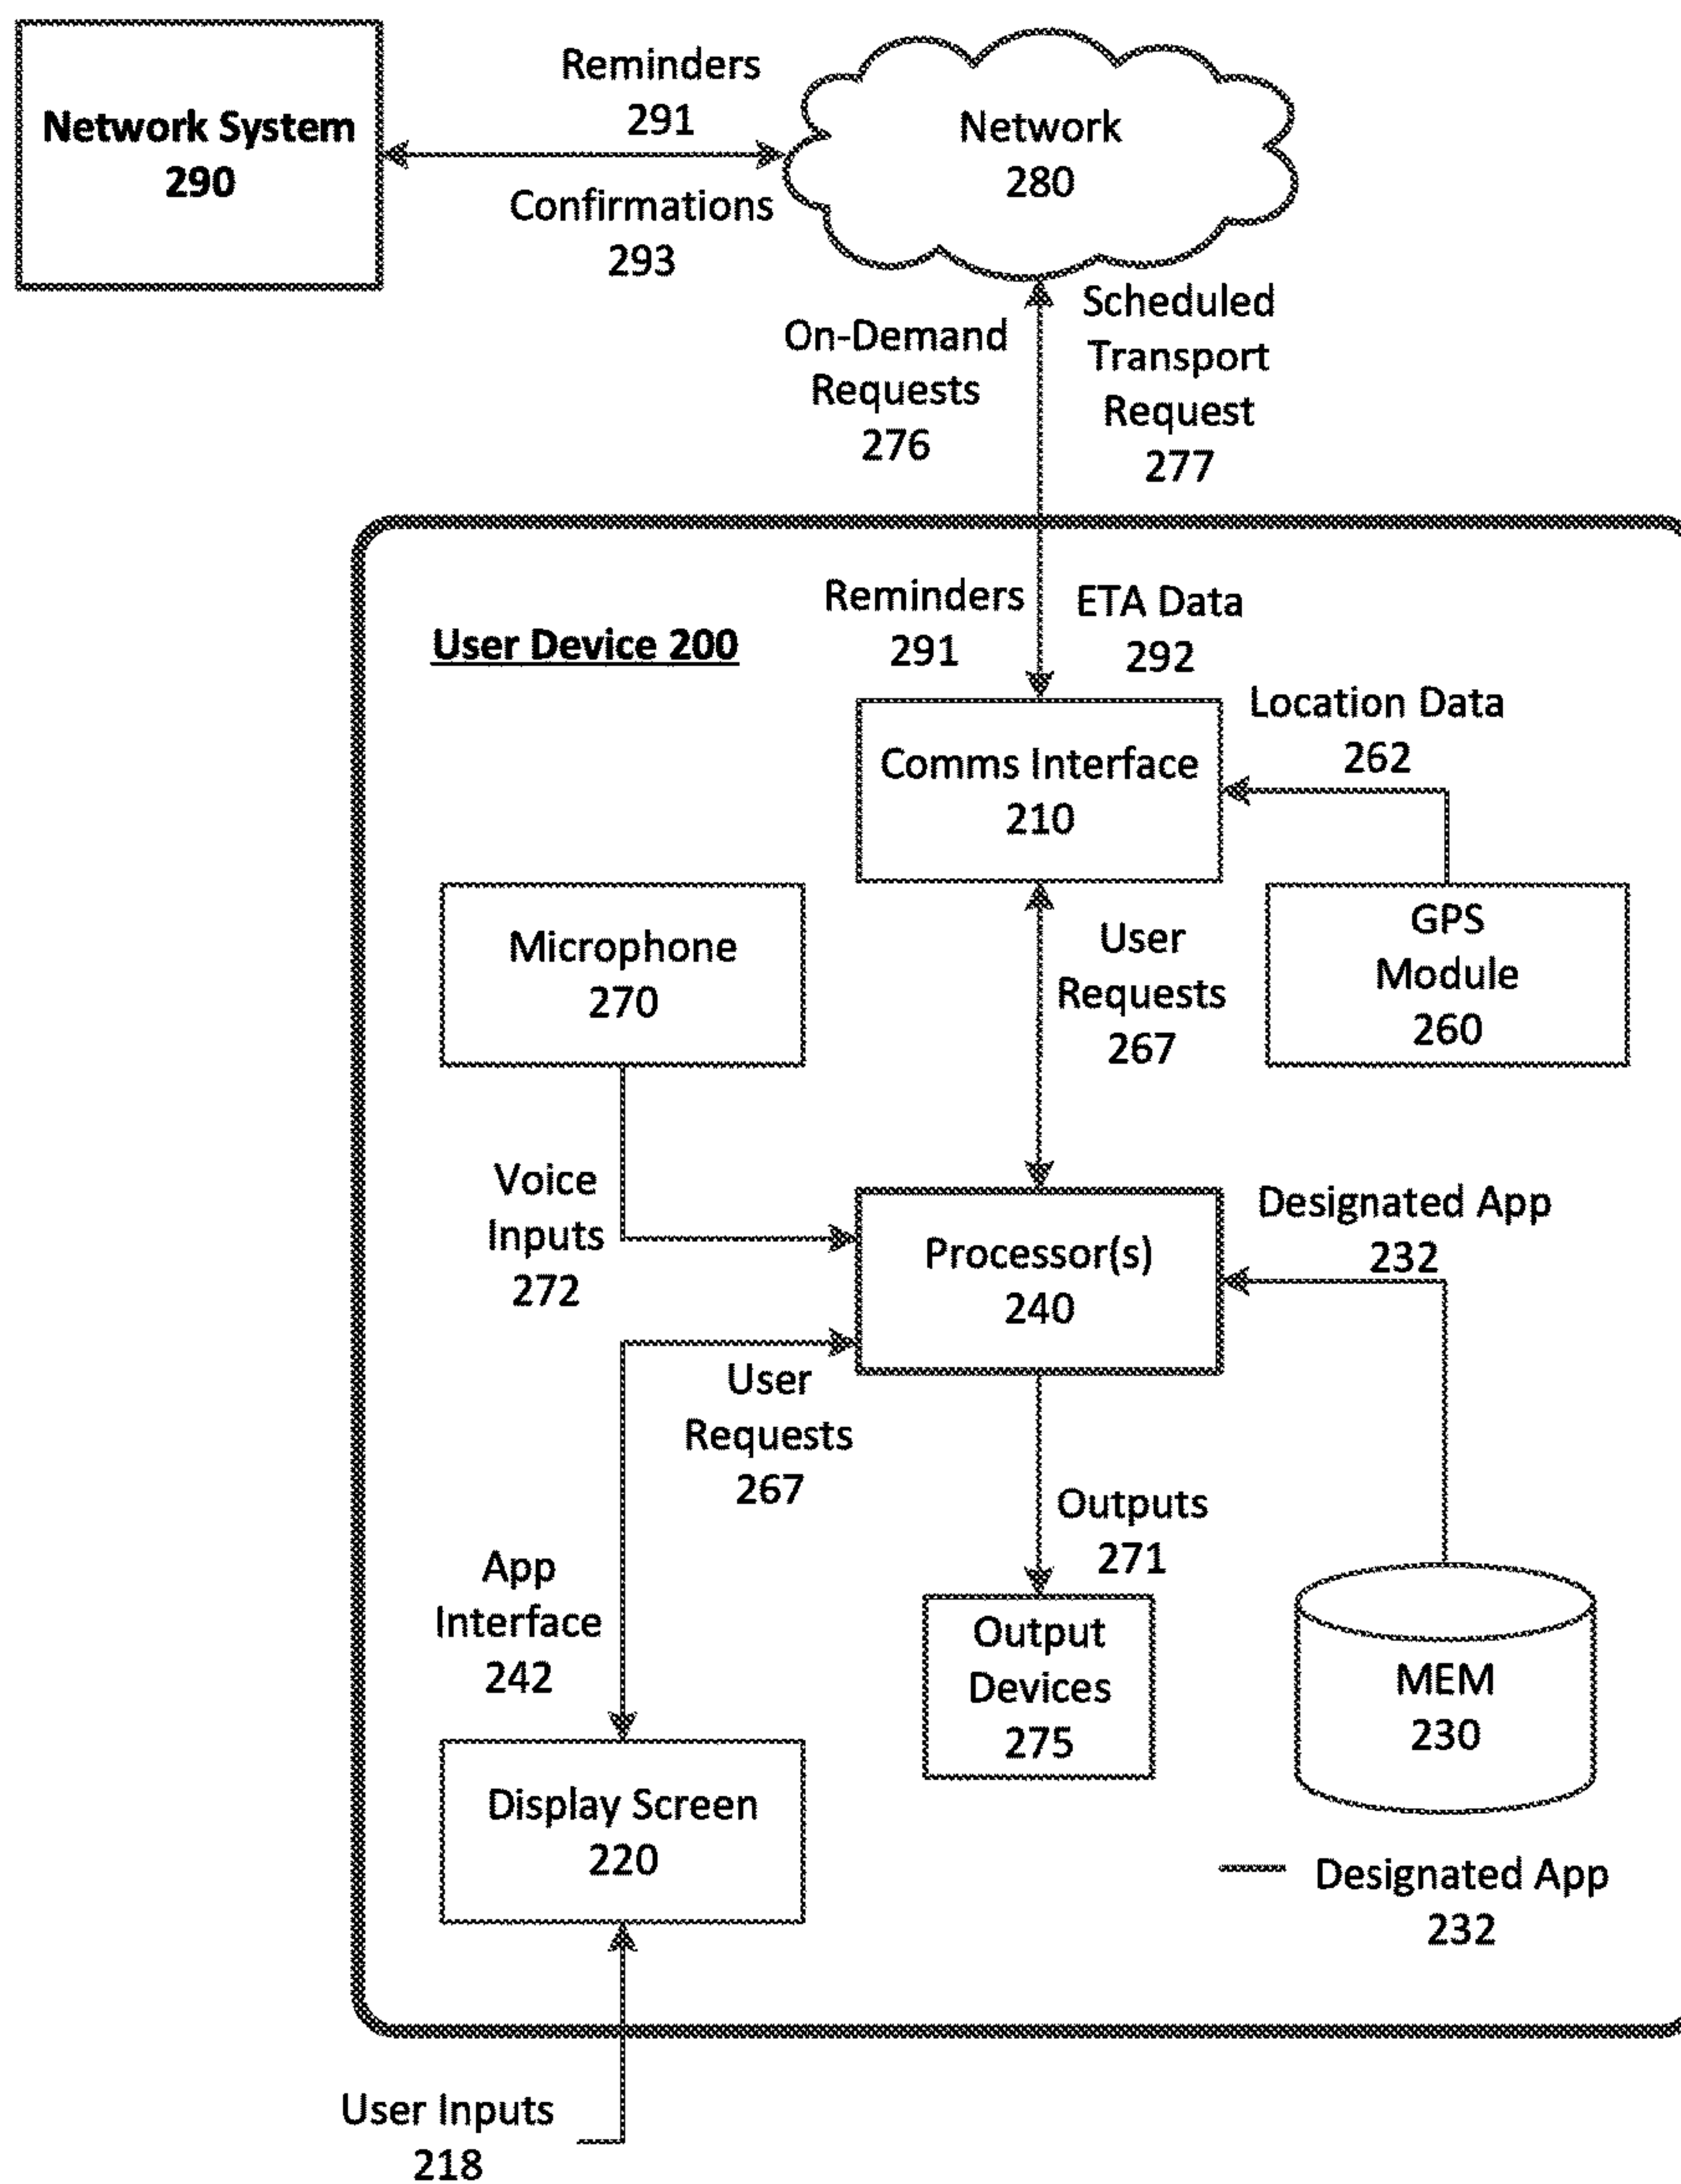 Network System
290
Reminders
291
Confirmations
293
Network
280
On-Demand
Requests
276
Scheduled
Transport
Request
277
User Device 200
Reminders
291
ETA Data
292
Comms Interface
210
Location Data
262
GPS
Module
260
Microphone
270
User
Requests
267
Voice
Inputs
272
Processor(s)
240
Designated App
232
User
Requests
267
App
Interface
242
Outputs
271
Output
Devices
275
MEM
230
Display Screen
220
Designated App
232
User Inputs
218